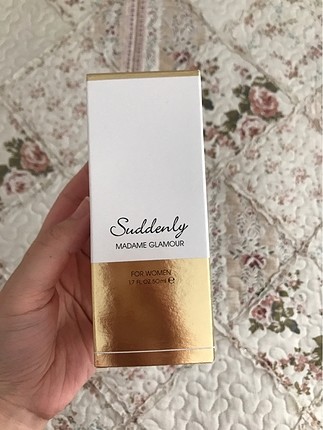 Suddenly
MADAME GLAMOUR
FOR WOMEN
1.7 FL.OZ.50ml ℮